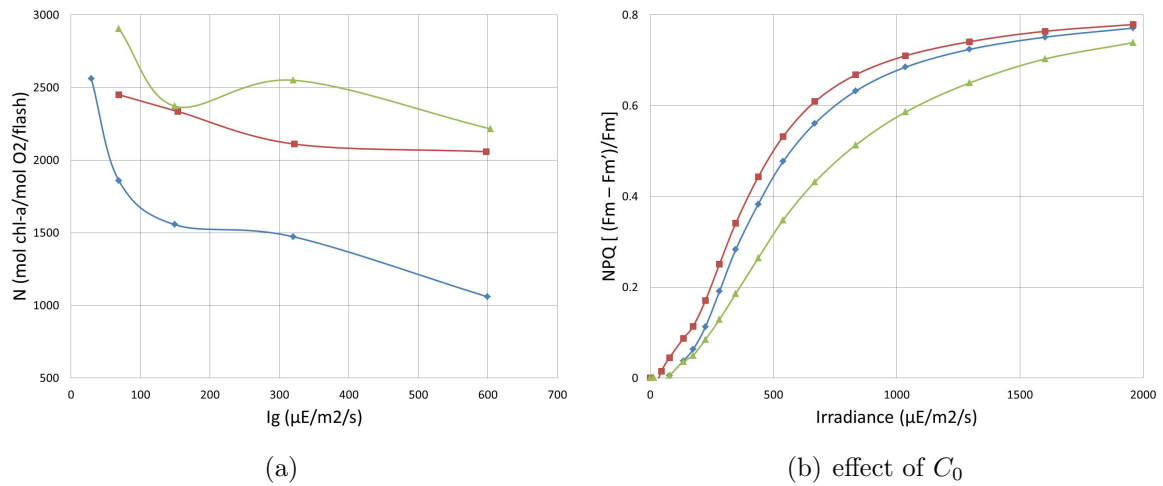 3000
2500
2000
1500
1000
500
0 100 200 300 400 500 600 700
N (mol chl-a/mol O2/flash)
Ig (µE/m2/s)
(a)
0.8
0.6
0.4
0.2
0
0 500 1000 1500 2000
NPQ [ (Fm – Fm')/Fm]
Irradiance (µE/m2/s)
(b) effect of C₀